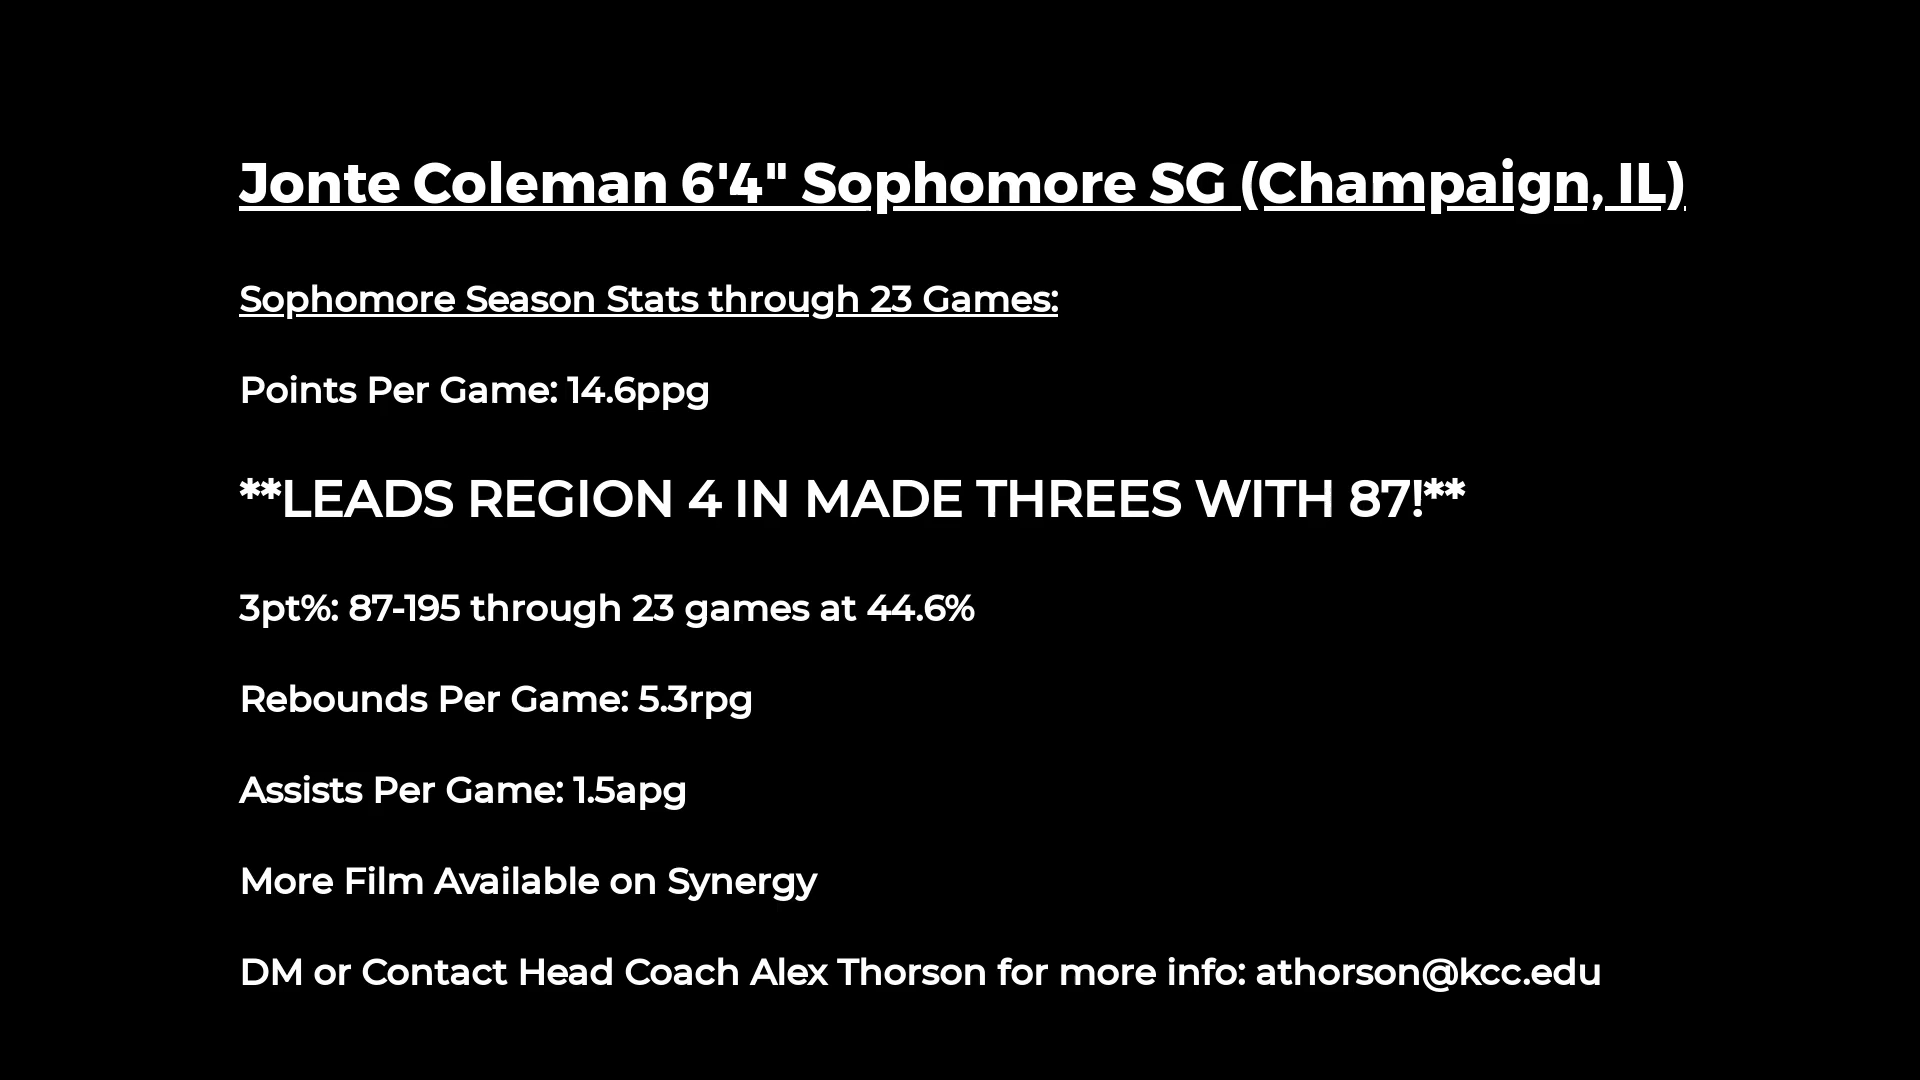 Jonte Coleman 6'4" Sophomore SG (Champaign, IL)
Sophomore Season Stats through 23 Games:
Points Per Game: 14.6ppg
**LEADS REGION 4 IN MADE THREES WITH 87!**
3pt%: 87-195 through 23 games at 44.6%
Rebounds Per Game: 5.3rpg
Assists Per Game: 1.5apg
More Film Available on Synergy
DM or Contact Head Coach Alex Thorson for more info: athorson@kcc.edu